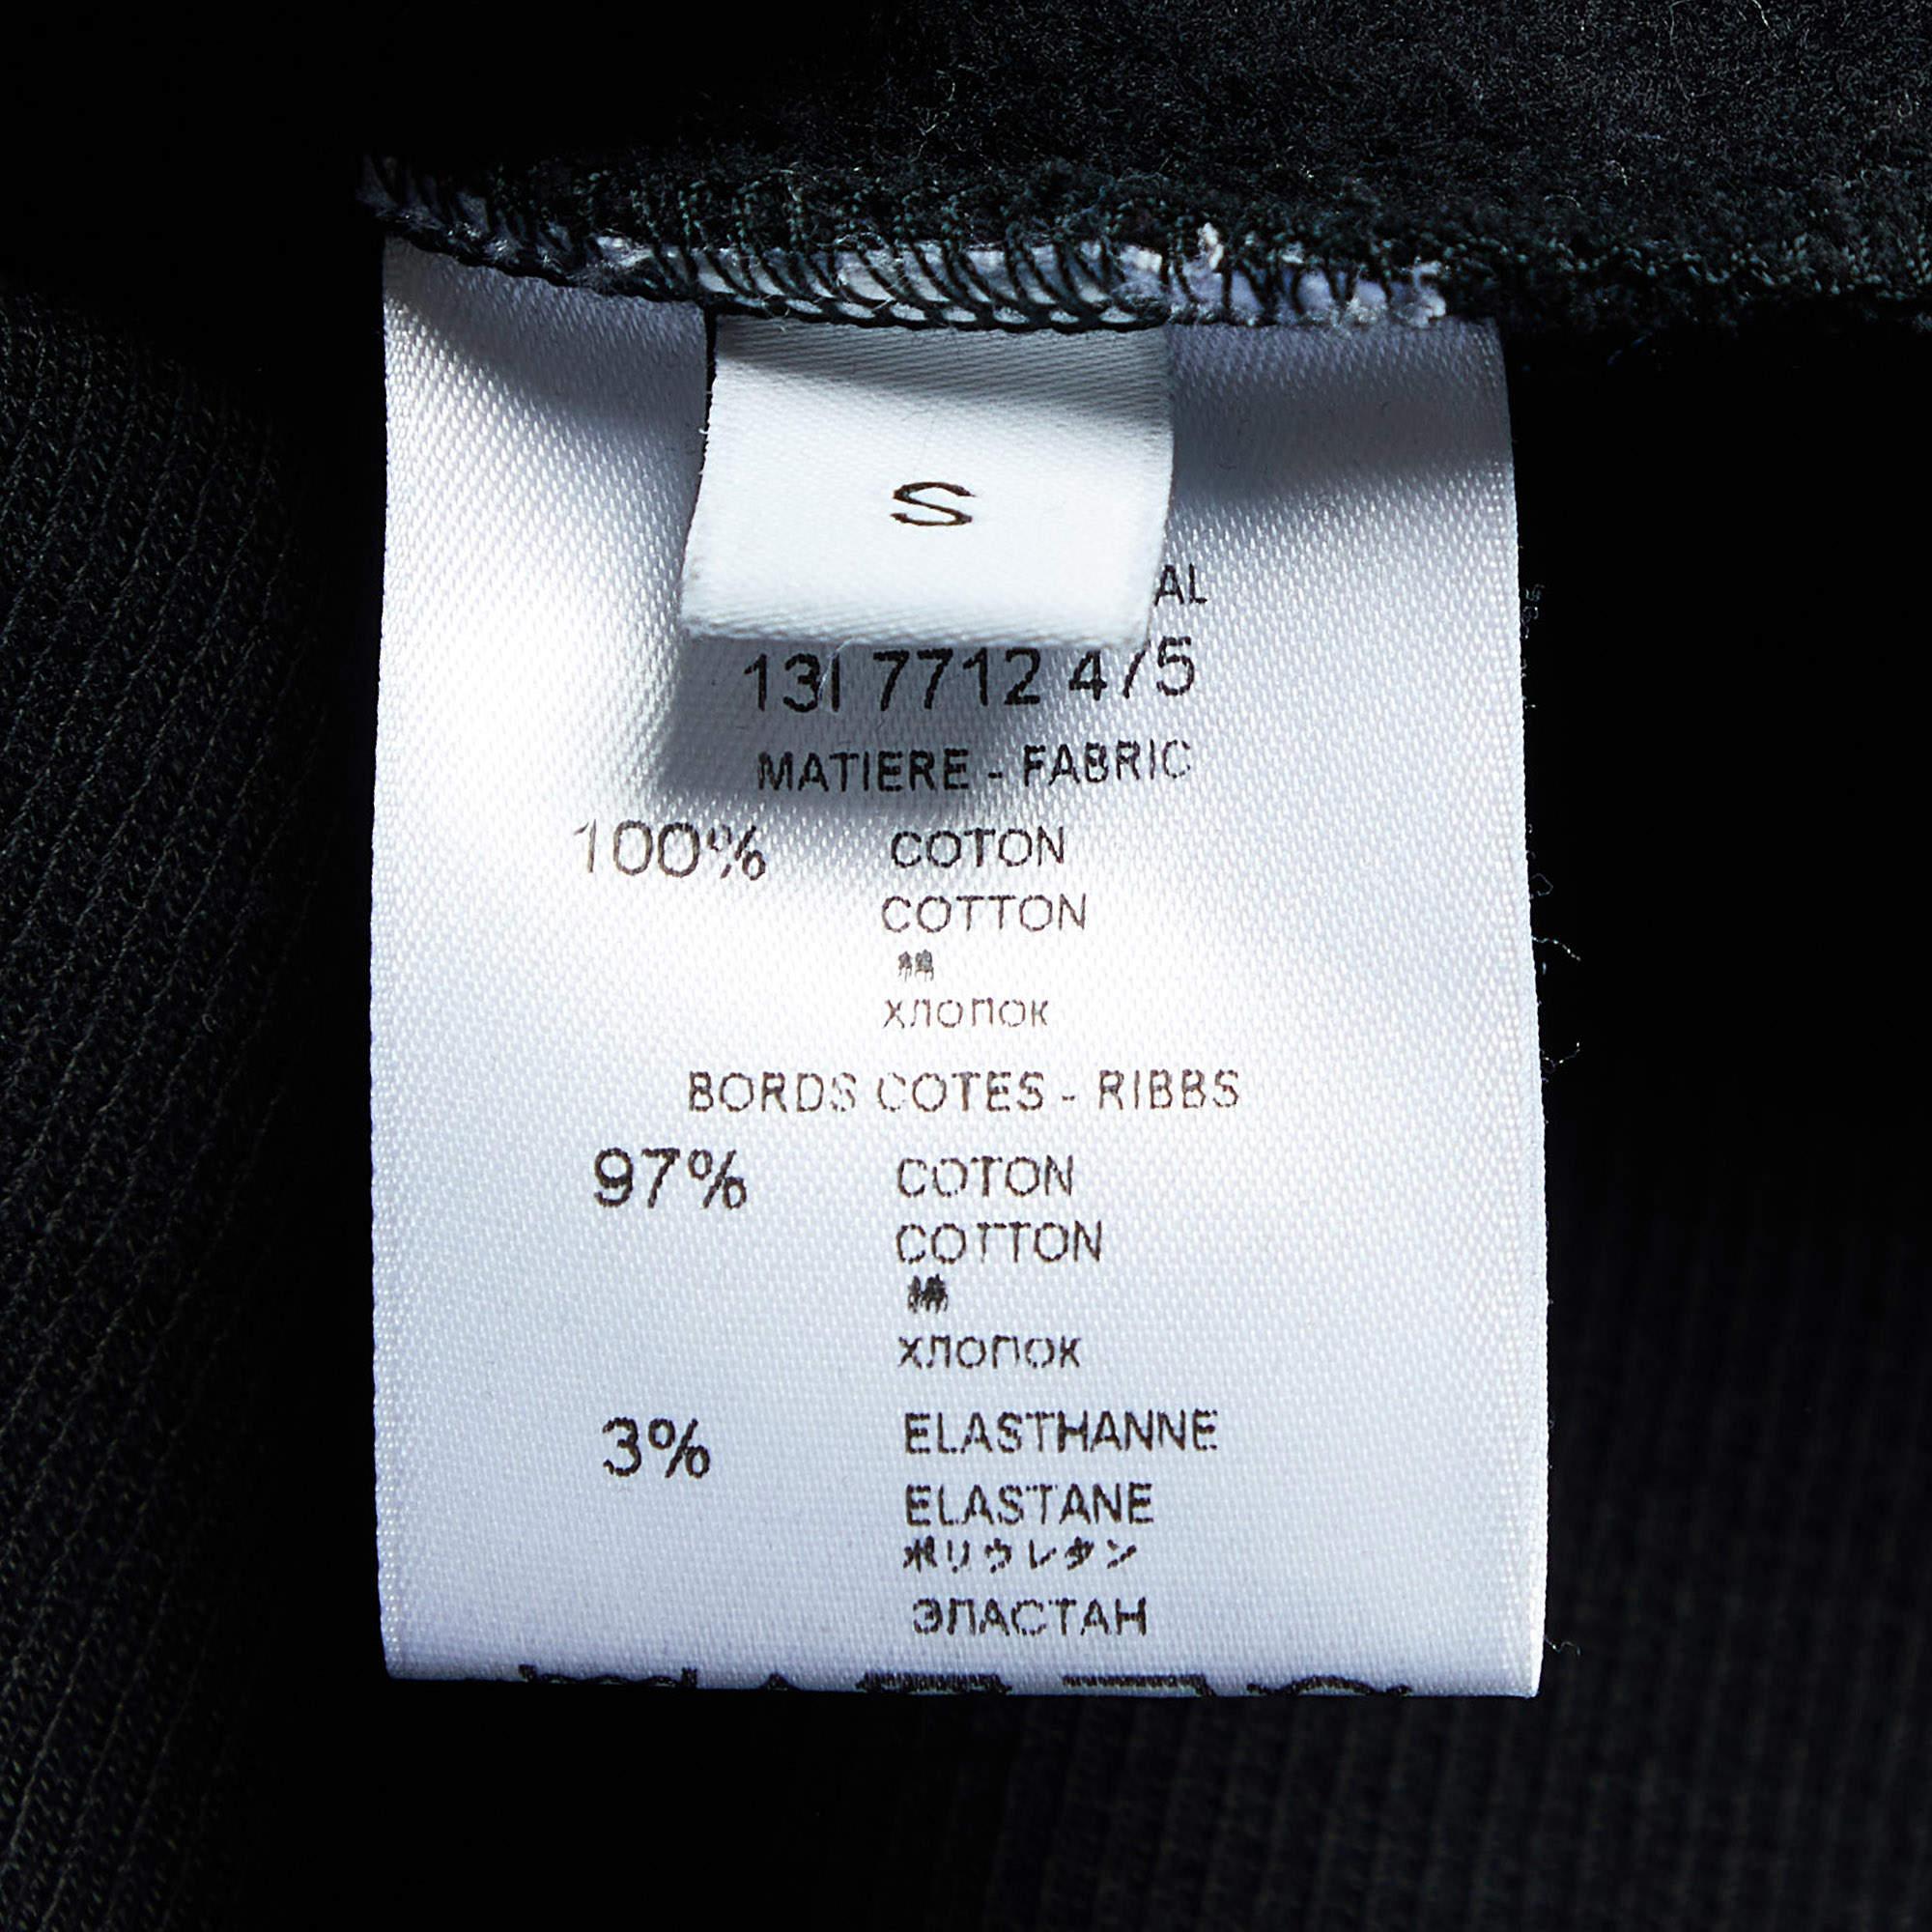 S
AL
13I 7712 4/5
MATIERE - FABRIC
100% COTON
COTTON
綿
ХЛОПОК
BORDS COTES - RIBBS
97% COTON
COTTON
綿
ХЛОПОК
3% ELASTHANNE
ELASTANE
ポリウレタン
ЭЛАСТАН